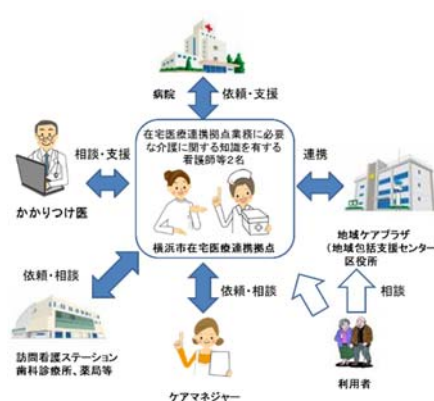 病院
依頼・支援
在宅医療連携拠点業務に必要
な介護に関する知識を有する
看護師等2名
相談・支援
連携
かかりつけ医
横浜市在宅医療連携拠点
地域ケアプラザ
(地域包括支援センター
区役所
依頼・相談
依頼・相談
相談
訪問看護ステーション
歯科診療所、薬局等
ケアマネジャー
利用者